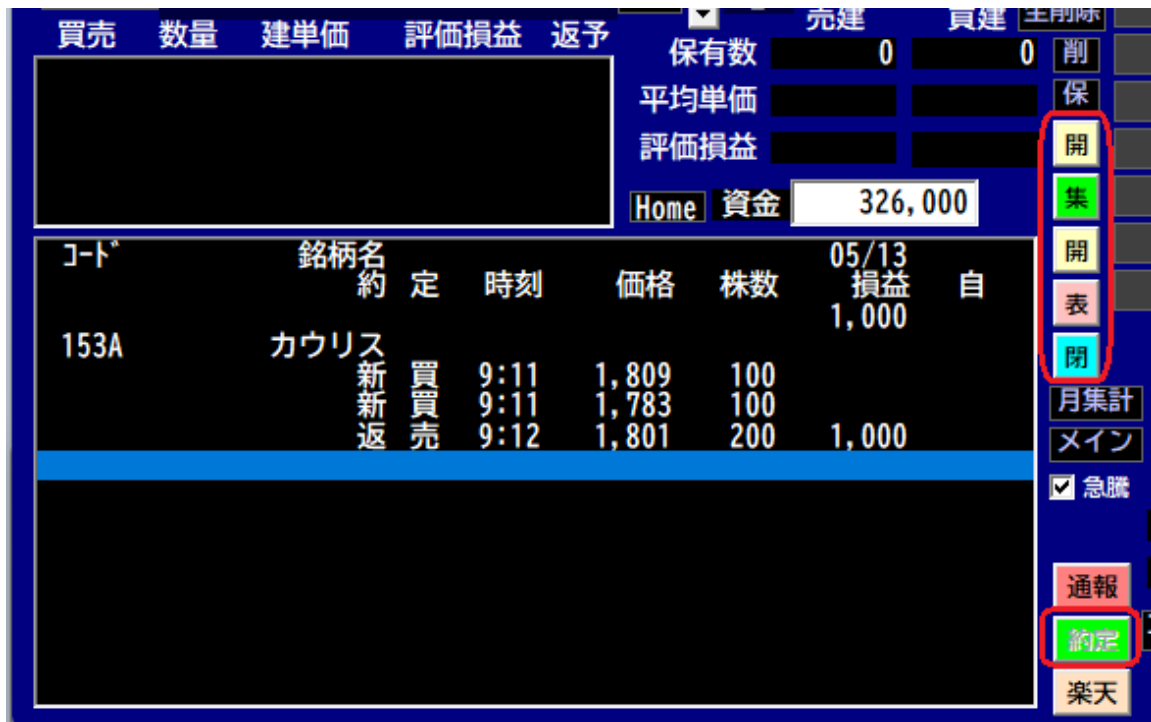 売建 買建 全削除
買売 数量 建単価 評価損益 返予
保有数 0 0 削
平均単価 保
評価損益 開
Home 資金 326,000 集
コード 銘柄名 05/13 開
約 定 時刻 価格 株数 損益 自
1,000 表
153A カウリス 閉
新 買 9:11 1,809 100
新 買 9:11 1,783 100 月集計
返 売 9:12 1,801 200 1,000 メイン
急騰
通報
約定
楽天